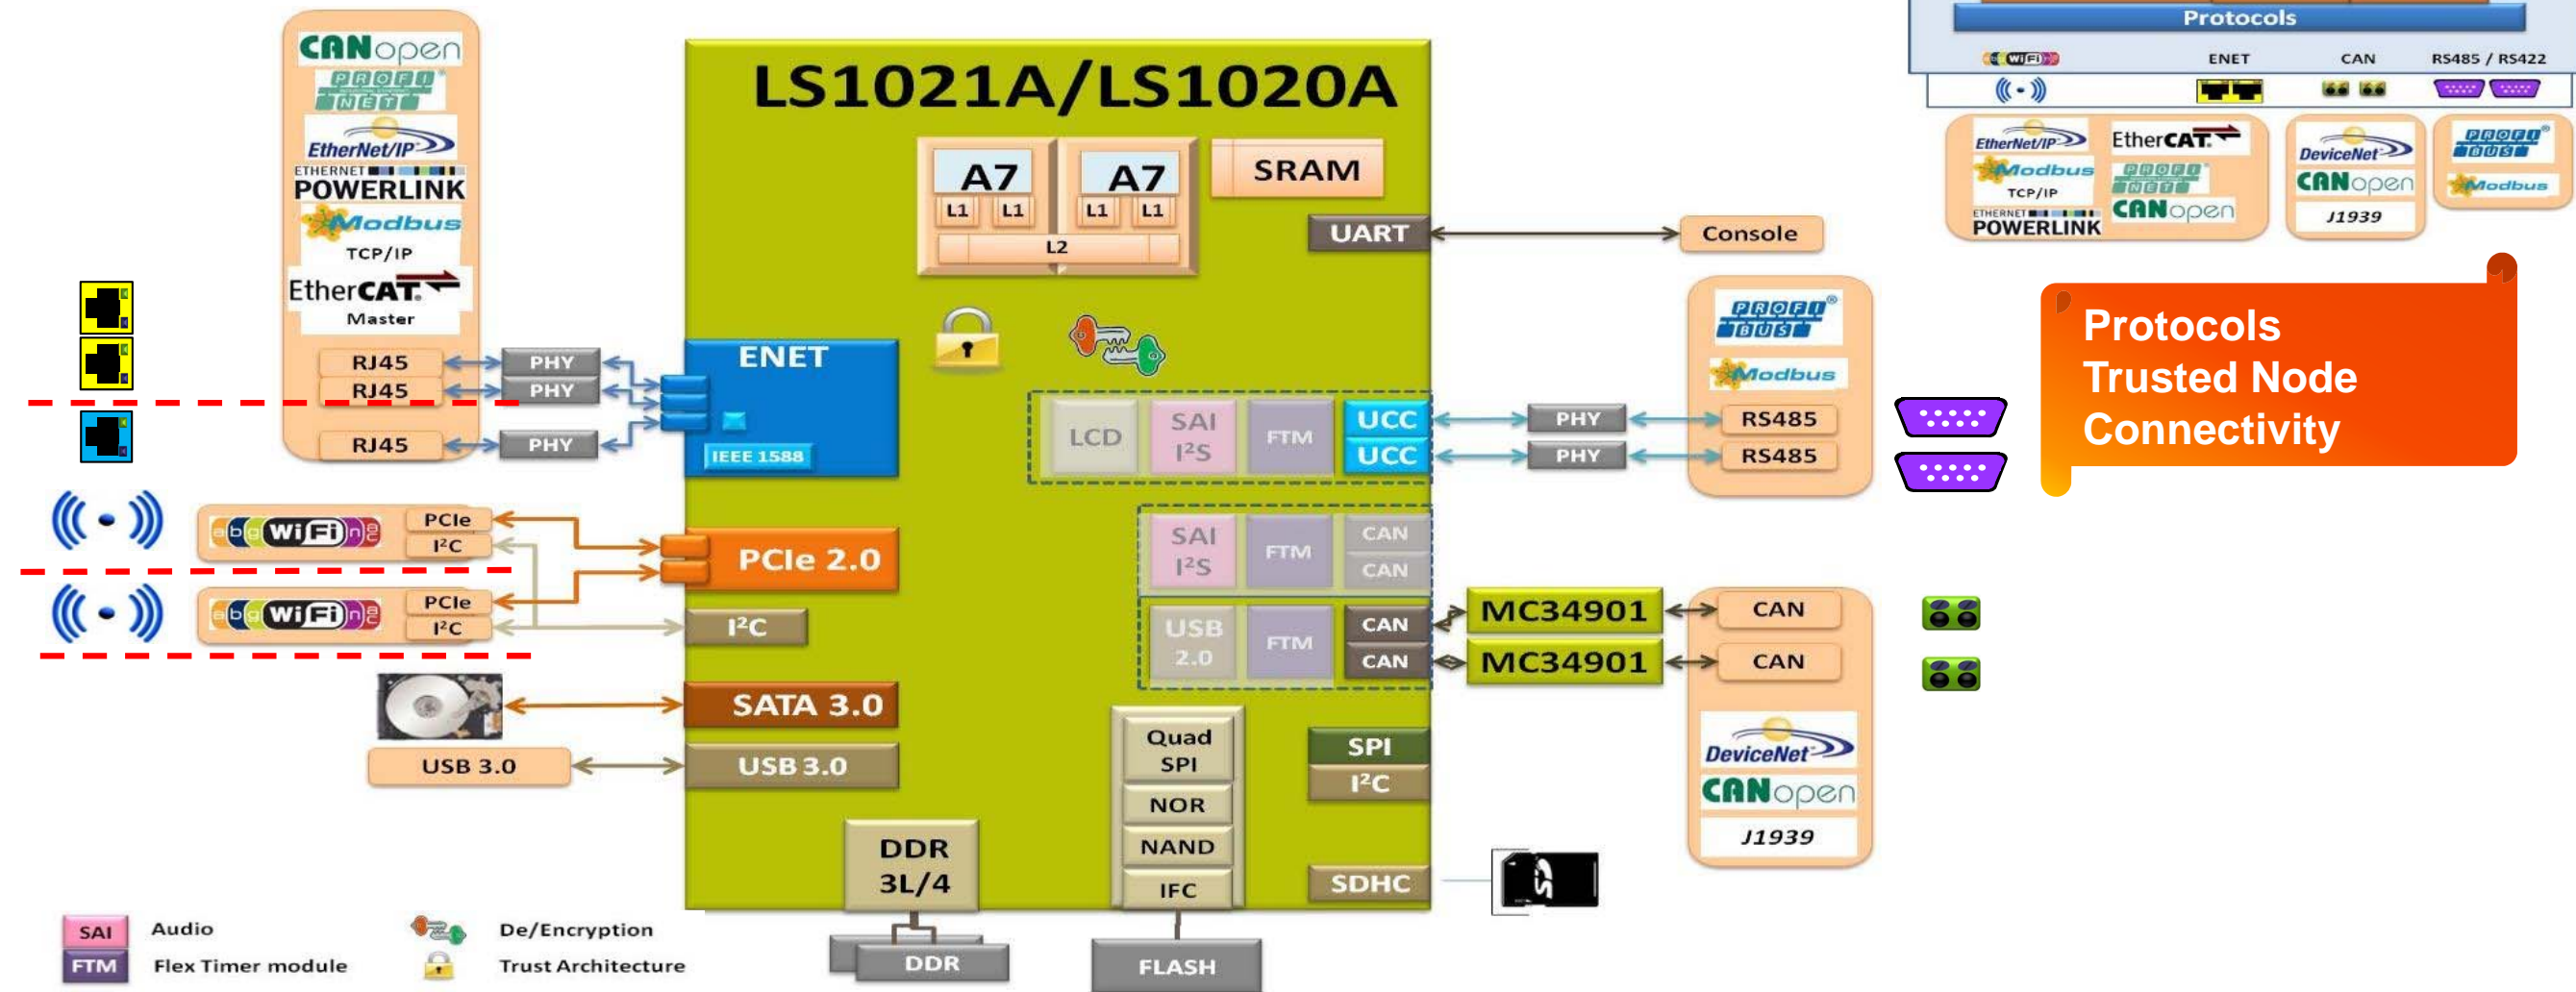 Protocols
WiFi
ENET
CAN
RS485 / RS422
EtherNet/IP
Modbus
TCP/IP
ETHERNET
POWERLINK
EtherCAT
PROFI
NET
CANopen
DeviceNet
CANopen
J1939
PROFI®
BUS
Modbus
CANopen
PROFI®
NET
EtherNet/IP
ETHERNET
POWERLINK
Modbus
TCP/IP
EtherCAT
Master
RJ45
PHY
RJ45
PHY
RJ45
PHY
LS1021A/LS1020A
A7
A7
L1
L1
L1
L1
L2
SRAM
UART
Console
ENET
IEEE 1588
LCD
SAI
I²S
FTM
UCC
UCC
PHY
PHY
PROFI®
BUS
Modbus
RS485
RS485
Protocols
Trusted Node
Connectivity
abg WiFi n
PCIe
I²C
abg WiFi n
PCIe
I²C
PCIe 2.0
I²C
SAI
I²S
FTM
CAN
CAN
USB
2.0
FTM
CAN
CAN
MC34901
MC34901
CAN
CAN
DeviceNet
CANopen
J1939
SATA 3.0
USB 3.0
USB 3.0
Quad
SPI
NOR
NAND
IFC
SPI
I²C
SDHC
SD
DDR
3L/4
DDR
FLASH
SAI
Audio
FTM
Flex Timer module
De/Encryption
Trust Architecture